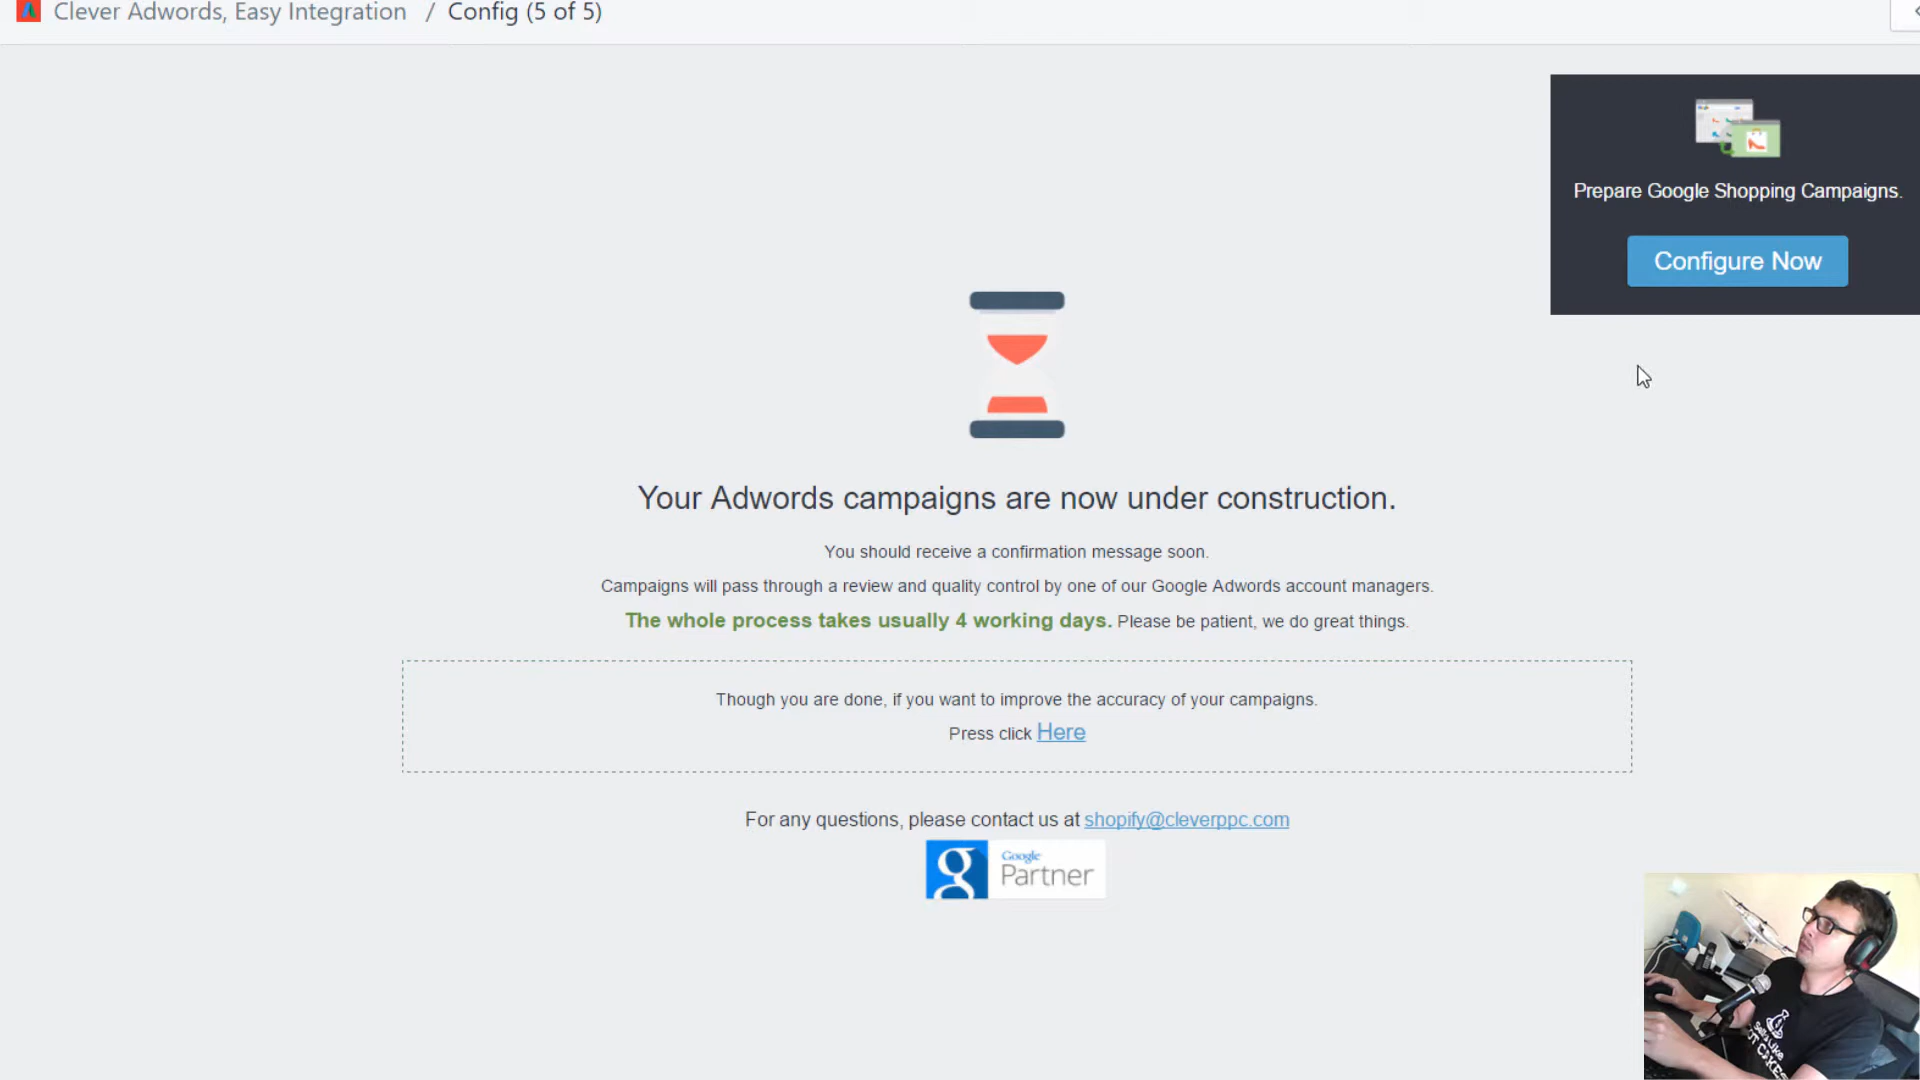 Clever Adwords, Easy Integration / Config (5 of 5)
Prepare Google Shopping Campaigns.
Configure Now
Your Adwords campaigns are now under construction.
You should receive a confirmation message soon.
Campaigns will pass through a review and quality control by one of our Google Adwords account managers.
The whole process takes usually 4 working days. Please be patient, we do great things.
Though you are done, if you want to improve the accuracy of your campaigns.
Press click Here
For any questions, please contact us at shopify@cleverppc.com
Google
Partner